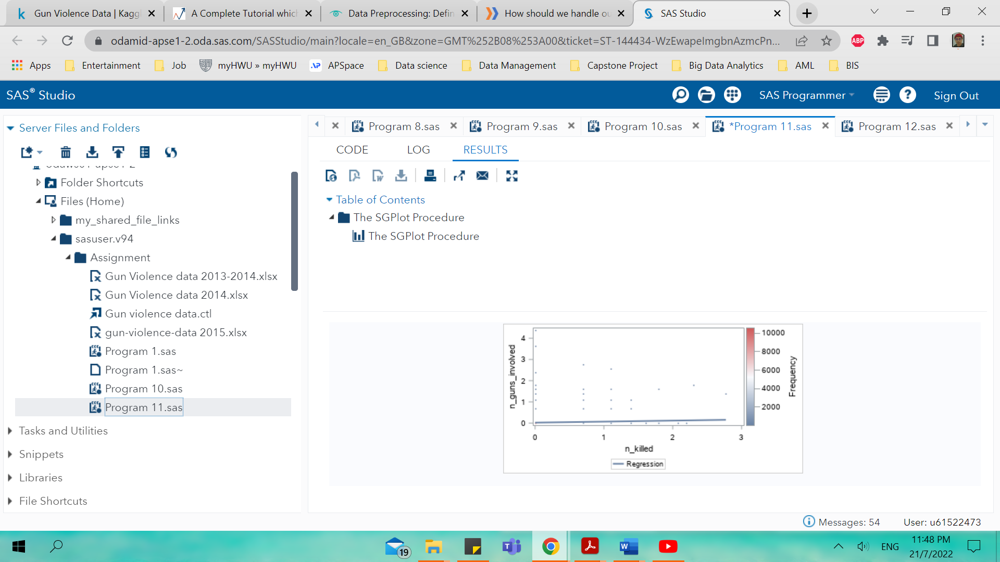 Gun Violence Data | Kaggl
A Complete Tutorial which
Data Preprocessing: Defin
How should we handle ou
SAS Studio
odamid-apse1-2.oda.sas.com/SASStudio/main?locale=en_GB&zone=GMT%252B08%253A00&ticket=ST-144434-WzEwapeImgbnAzmcPn...
ABP
Apps
Entertainment
Job
myHWU » myHWU
APSpace
Data science
Data Management
Capstone Project
Big Data Analytics
AML
BIS
SAS® Studio
SAS Programmer
Sign Out
Server Files and Folders
Folder Shortcuts
Files (Home)
my_shared_file_links
sasuser.v94
Assignment
Gun Violence data 2013-2014.xlsx
Gun Violence data 2014.xlsx
Gun violence data.ctl
gun-violence-data 2015.xlsx
Program 1.sas
Program 1.sas~
Program 10.sas
Program 11.sas
Tasks and Utilities
Snippets
Libraries
File Shortcuts
Program 8.sas
Program 9.sas
Program 10.sas
*Program 11.sas
Program 12.sas
CODE
LOG
RESULTS
Table of Contents
The SGPlot Procedure
The SGPlot Procedure
n_guns_involved
4
3
2
1
0
0
1
2
3
n_killed
Regression
10000
8000
6000
4000
2000
Frequency
Messages: 54
User: u61522473
19
ENG
11:48 PM
21/7/2022